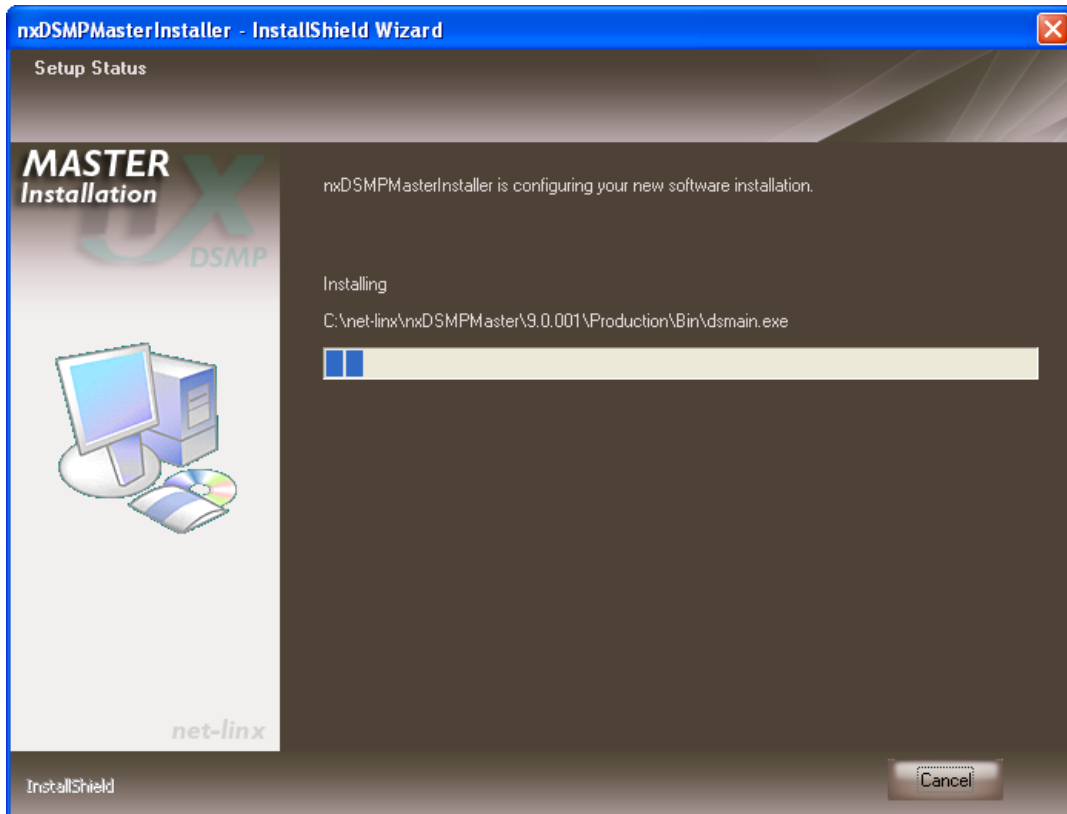 nxDSMPMasterInstaller - InstallShield Wizard
Setup Status
MASTER
Installation
nX
DSMP
nxDSMPMasterInstaller is configuring your new software installation.
Installing
C:\net-linx\nxDSMPMaster\9.0.001\Production\Bin\dsmain.exe
net-linx
InstallShield
Cancel